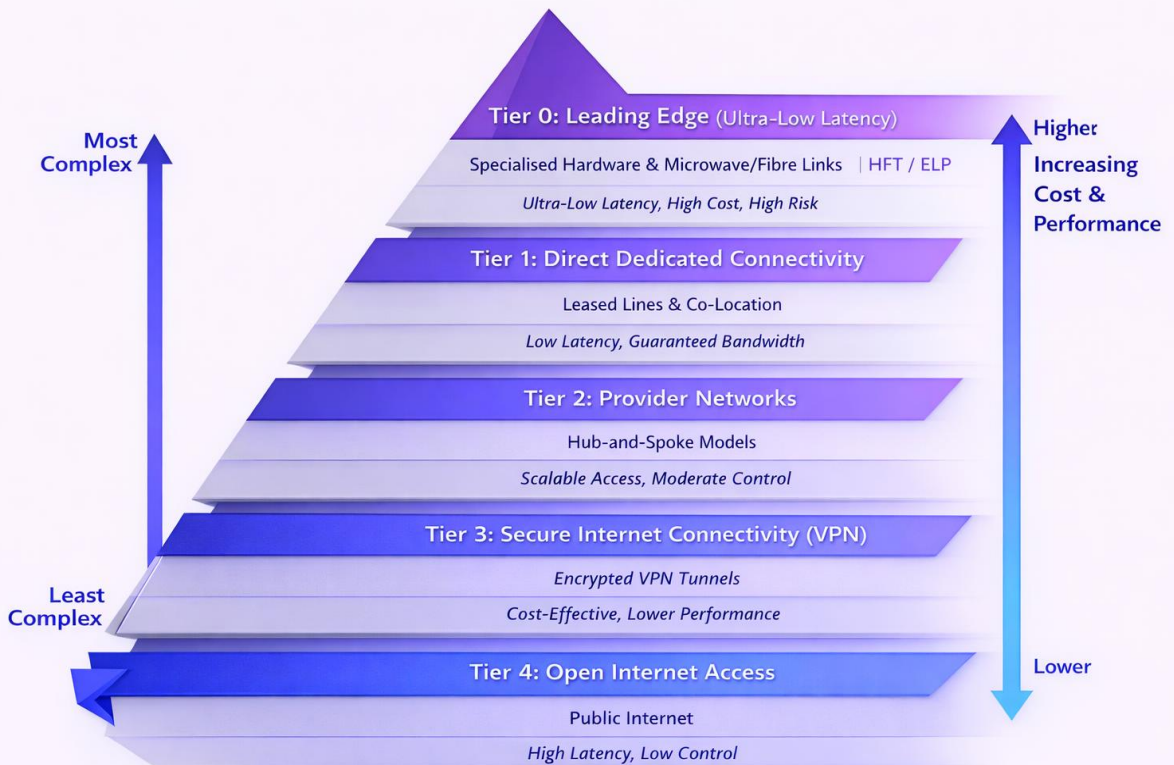 Tier 0: Leading Edge (Ultra-Low Latency)
Higher
Most
Complex
Specialised Hardware & Microwave/Fibre Links | HFT / ELP
Increasing
Cost &
Performance
Ultra-Low Latency, High Cost, High Risk
Tier 1: Direct Dedicated Connectivity
Leased Lines & Co-Location
Low Latency, Guaranteed Bandwidth
Tier 2: Provider Networks
Hub-and-Spoke Models
Scalable Access, Moderate Control
Tier 3: Secure Internet Connectivity (VPN)
Encrypted VPN Tunnels
Least
Complex
Cost-Effective, Lower Performance
Tier 4: Open Internet Access
Lower
Public Internet
High Latency, Low Control